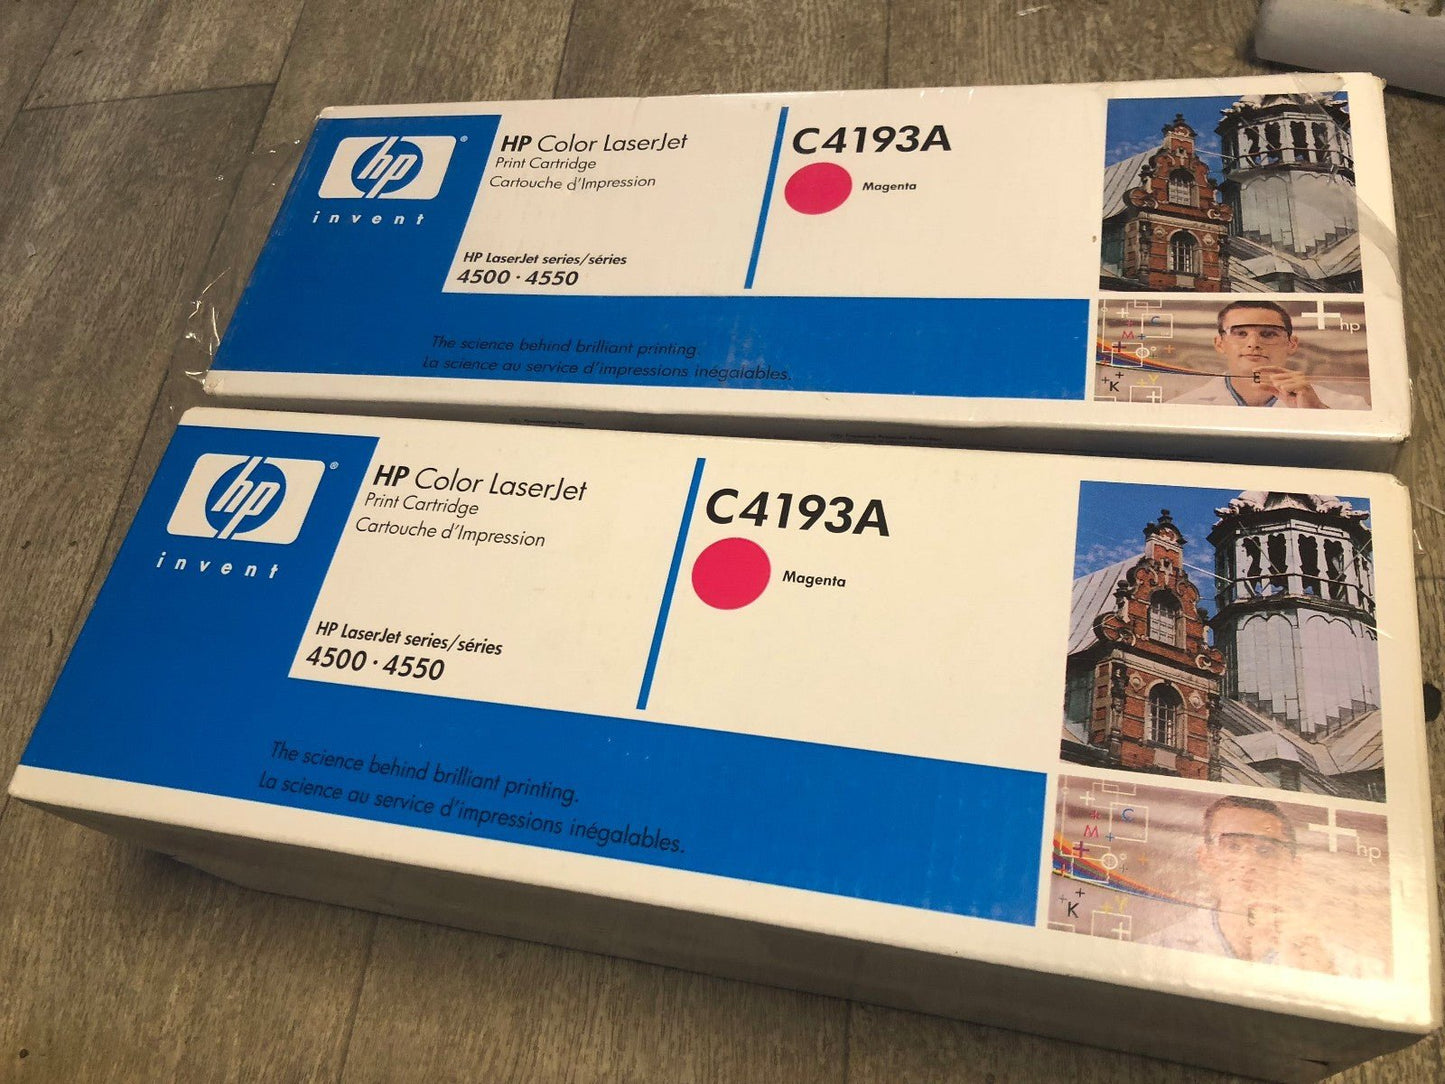 hp
®
invent
HP Color LaserJet
Print Cartridge
Cartouche d'Impression
HP LaserJet series/séries
4500 · 4550
C4193A
Magenta
The science behind brilliant printing.
La science au service d'impressions inégalables.
C
M
Y
K
E
hp
hp
®
invent
HP Color LaserJet
Print Cartridge
Cartouche d'Impression
HP LaserJet series/séries
4500 · 4550
C4193A
Magenta
The science behind brilliant printing.
La science au service d'impressions inégalables.
C
M
Y
K
hp